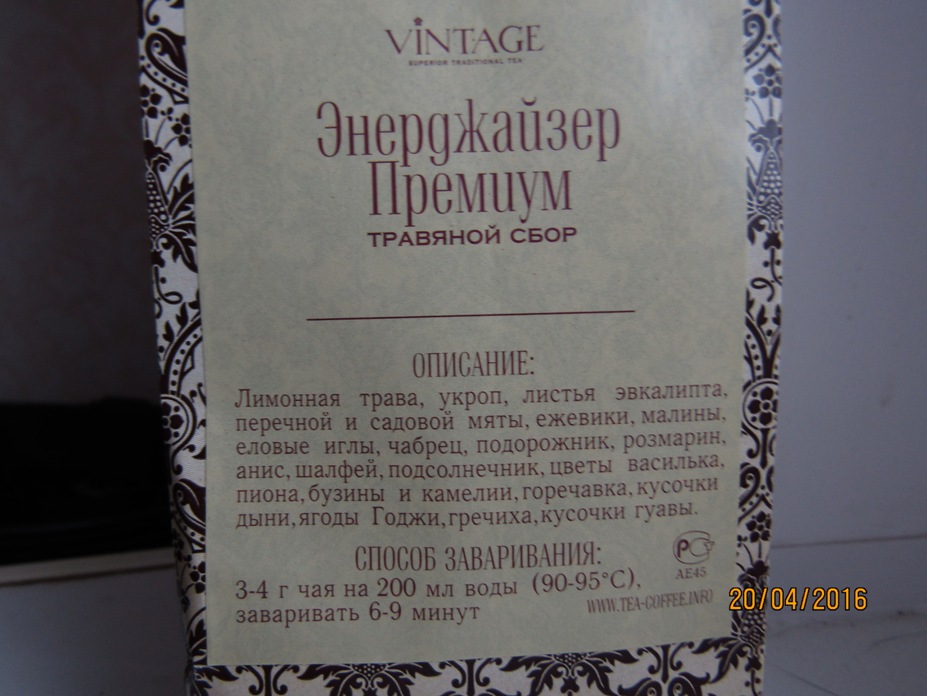 VINTAGE
SUPERIOR TRADITIONAL TEA
Энерджайзер
Премиум
ТРАВЯНОЙ СБОР
ОПИСАНИЕ:
Лимонная трава, укроп, листья эвкалипта,
перечной и садовой мяты, ежевики, малины,
еловые иглы, чабрец, подорожник, розмарин,
анис, шалфей, подсолнечник, цветы василька,
пиона, бузины и камелии, горечавка, кусочки
дыни, ягоды Годжи, гречиха, кусочки гуавы.
СПОСОБ ЗАВАРИВАНИЯ:
3-4 г чая на 200 мл воды (90-95°С),
заваривать 6-9 минут
РСТ
АЕ45
WWW.TEA-COFFEE.INFO
20/04/2016